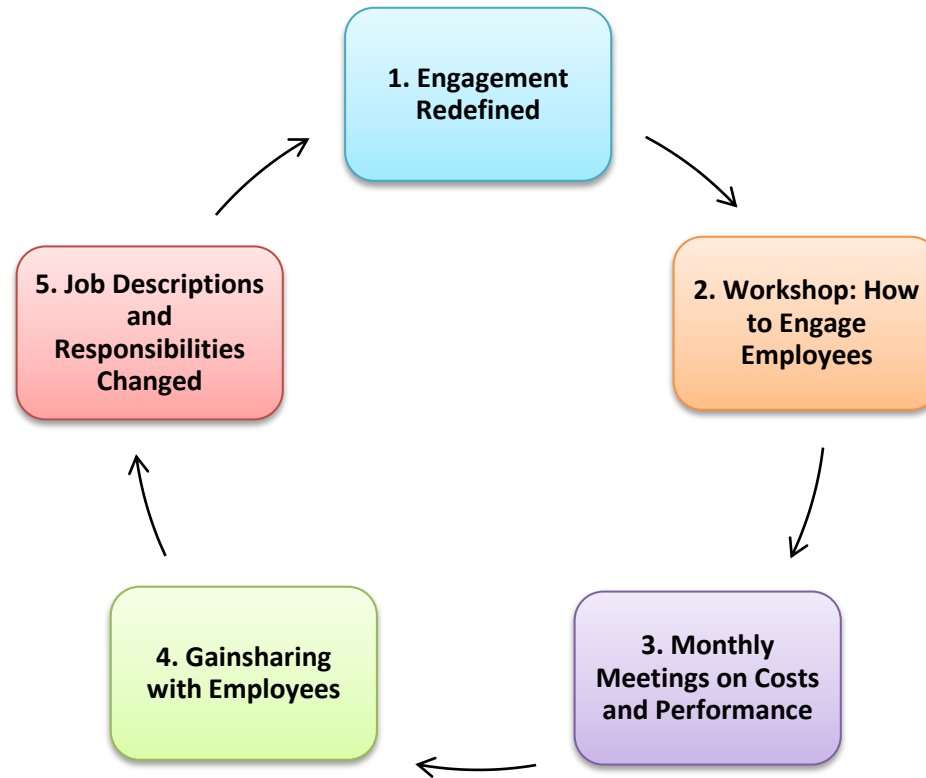 1. Engagement
Redefined
2. Workshop: How
to Engage
Employees
3. Monthly
Meetings on Costs
and Performance
4. Gainsharing
with Employees
5. Job Descriptions
and
Responsibilities
Changed